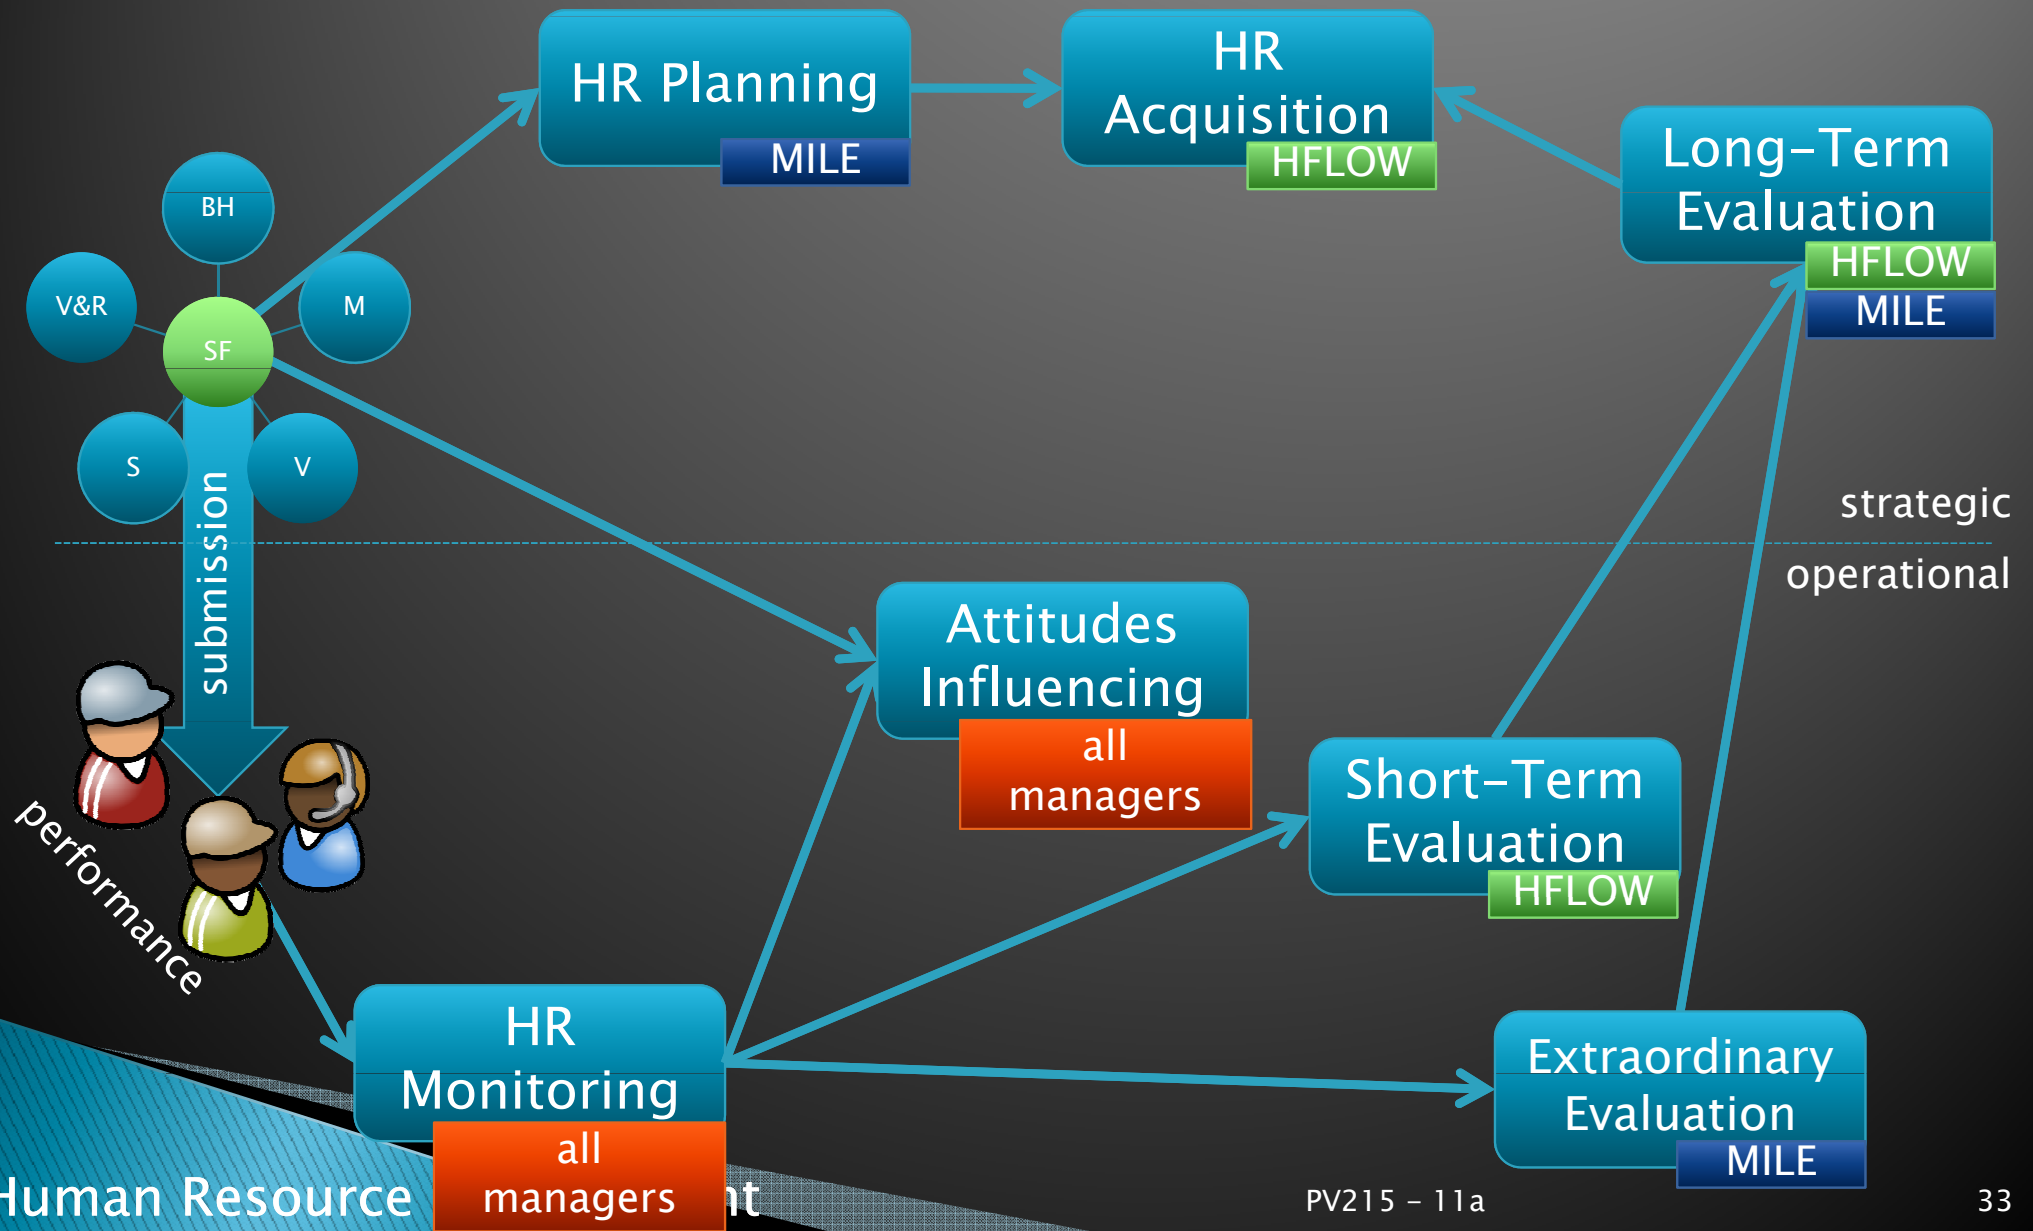 HR Planning
MILE
HR
Acquisition
HFLOW
Long-Term
Evaluation
HFLOW
MILE
BH
V&R
M
SF
S
V
submission
strategic
operational
Attitudes
Influencing
all
managers
Short-Term
Evaluation
HFLOW
performance
HR
Monitoring
all
managers
Extraordinary
Evaluation
MILE
Human Resource
nt
PV215 - 11a
33